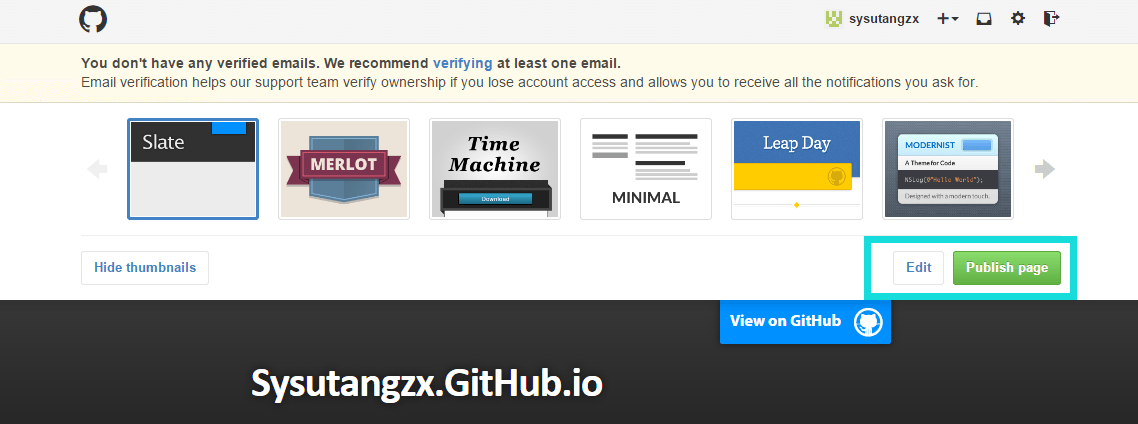 sysutangzx
You don't have any verified emails. We recommend verifying at least one email.
Email verification helps our support team verify ownership if you lose account access and allows you to receive all the notifications you ask for.
Slate
MERLOT
Time
Machine
Download
MINIMAL
Leap Day
MODERNIST
A Theme for Code
NSLog(@"Hello World");
Designed with a modern touch.
Hide thumbnails
Edit
Publish page
View on GitHub
Sysutangzx.GitHub.io